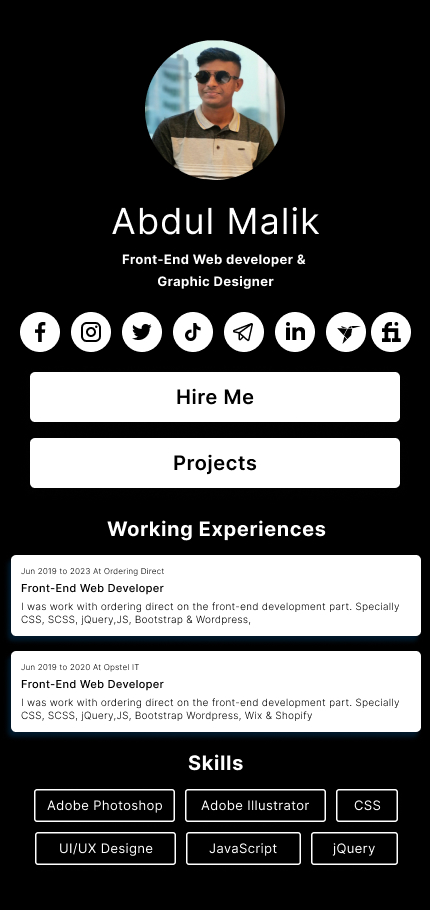 Abdul Malik
Front-End Web developer &
Graphic Designer
Hire Me
Projects
Working Experiences
Jun 2019 to 2023 At Ordering Direct
Front-End Web Developer
I was work with ordering direct on the front-end development part. Specially
CSS, SCSS, jQuery,JS, Bootstrap & Wordpress,
Jun 2019 to 2020 At Opstel IT
Front-End Web Developer
I was work with ordering direct on the front-end development part. Specially
CSS, SCSS, jQuery,JS, Bootstrap Wordpress, Wix & Shopify
Skills
Adobe Photoshop
Adobe Illustrator
CSS
UI/UX Designe
JavaScript
jQuery